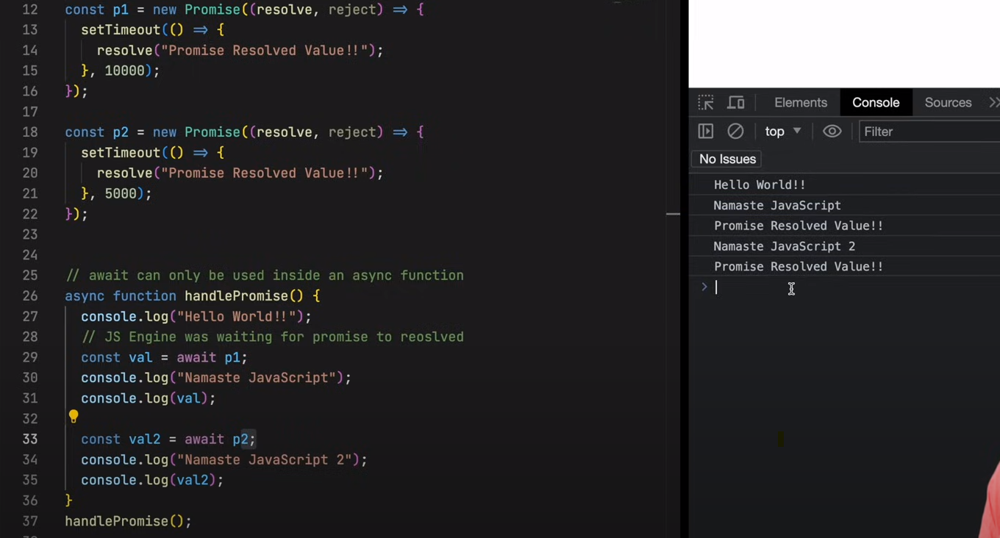 12 const p1 = new Promise((resolve, reject) => {
13 setTimeout(() => {
14 resolve("Promise Resolved Value!!");
15 }, 10000);
16 });
17
18 const p2 = new Promise((resolve, reject) => {
19 setTimeout(() => {
20 resolve("Promise Resolved Value!!");
21 }, 5000);
22 });
23
24
25 // await can only be used inside an async function
26 async function handlePromise() {
27 console.log("Hello World!!");
28 // JS Engine was waiting for promise to reoslved
29 const val = await p1;
30 console.log("Namaste JavaScript");
31 console.log(val);
32
33 const val2 = await p2;
34 console.log("Namaste JavaScript 2");
35 console.log(val2);
36 }
37 handlePromise();
Elements Console Sources
top Filter
No Issues
Hello World!!
Namaste JavaScript
Promise Resolved Value!!
Namaste JavaScript 2
Promise Resolved Value!!
>